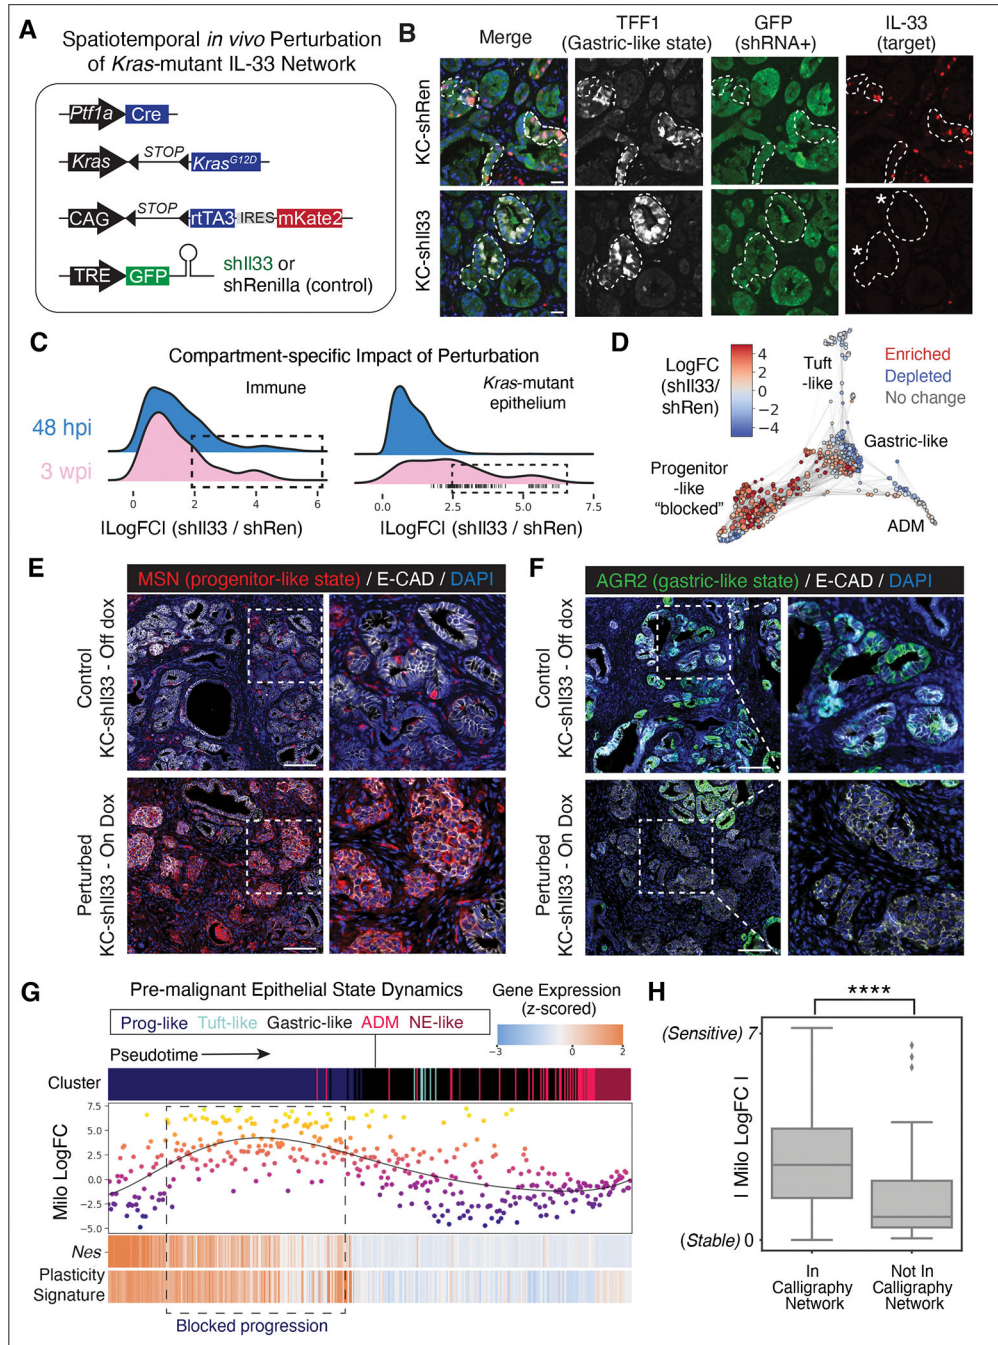 A
Spatiotemporal in vivo Perturbation
of Kras-mutant IL-33 Network
Ptf1a
Cre
Kras
STOP
KrasG12D
CAG
STOP
rtTA3
IRES
mKate2
TRE
GFP
shIl33 or
shRenilla (control)
B
Merge
TFF1
(Gastric-like state)
GFP
(shRNA+)
IL-33
(target)
KC-shRen
KC-shIl33
*
*
C
Compartment-specific Impact of Perturbation
Immune
Kras-mutant
epithelium
48 hpi
3 wpi
0 2 4 6
0.0 2.5 5.0 7.5
|LogFC| (shIl33 / shRen)
|LogFC| (shIl33 / shRen)
D
LogFC
(shIl33/
shRen)
4
2
0
−2
−4
Tuft
-like
Enriched
Depleted
No change
Gastric-like
Progenitor
-like
"blocked"
ADM
E
MSN (progenitor-like state) / E-CAD / DAPI
Control
KC-shIl33 - Off dox
Perturbed
KC-shIl33 - On Dox
F
AGR2 (gastric-like state) / E-CAD / DAPI
Control
KC-shIl33 - Off dox
Perturbed
KC-shIl33 - On Dox
G
Pre-malignant Epithelial State Dynamics
Prog-like Tuft-like Gastric-like ADM NE-like
Gene Expression
(z-scored)
−3 0 2
Pseudotime
Cluster
Milo LogFC
7.5
5.0
2.5
0.0
−2.5
−5.0
Nes
Plasticity
Signature
Blocked progression
H
****
(Sensitive) 7
| Milo LogFC |
(Stable) 0
In
Calligraphy
Network
Not In
Calligraphy
Network